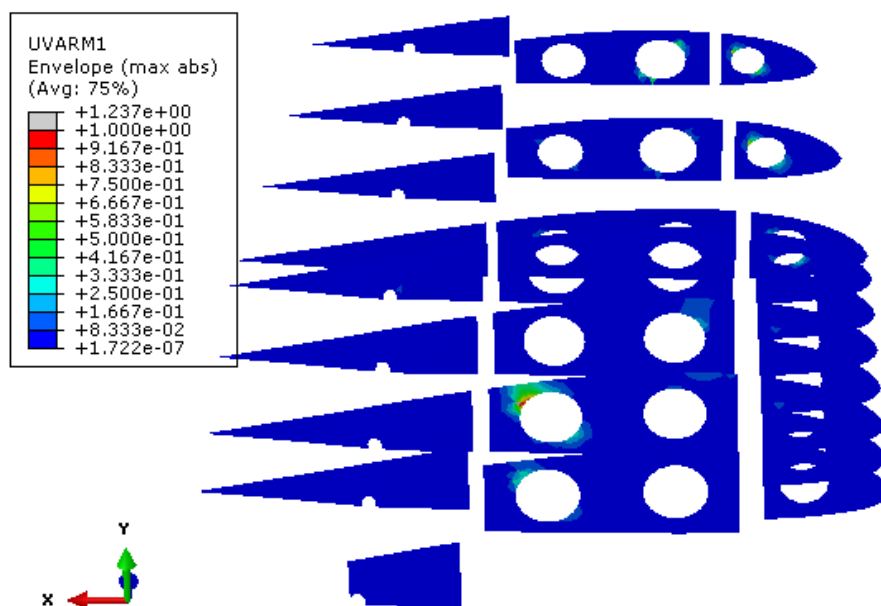 UVARM1
Envelope (max abs)
(Avg: 75%)
+1.237e+00
+1.000e+00
+9.167e-01
+8.333e-01
+7.500e-01
+6.667e-01
+5.833e-01
+5.000e-01
+4.167e-01
+3.333e-01
+2.500e-01
+1.667e-01
+8.333e-02
+1.722e-07
Y
X